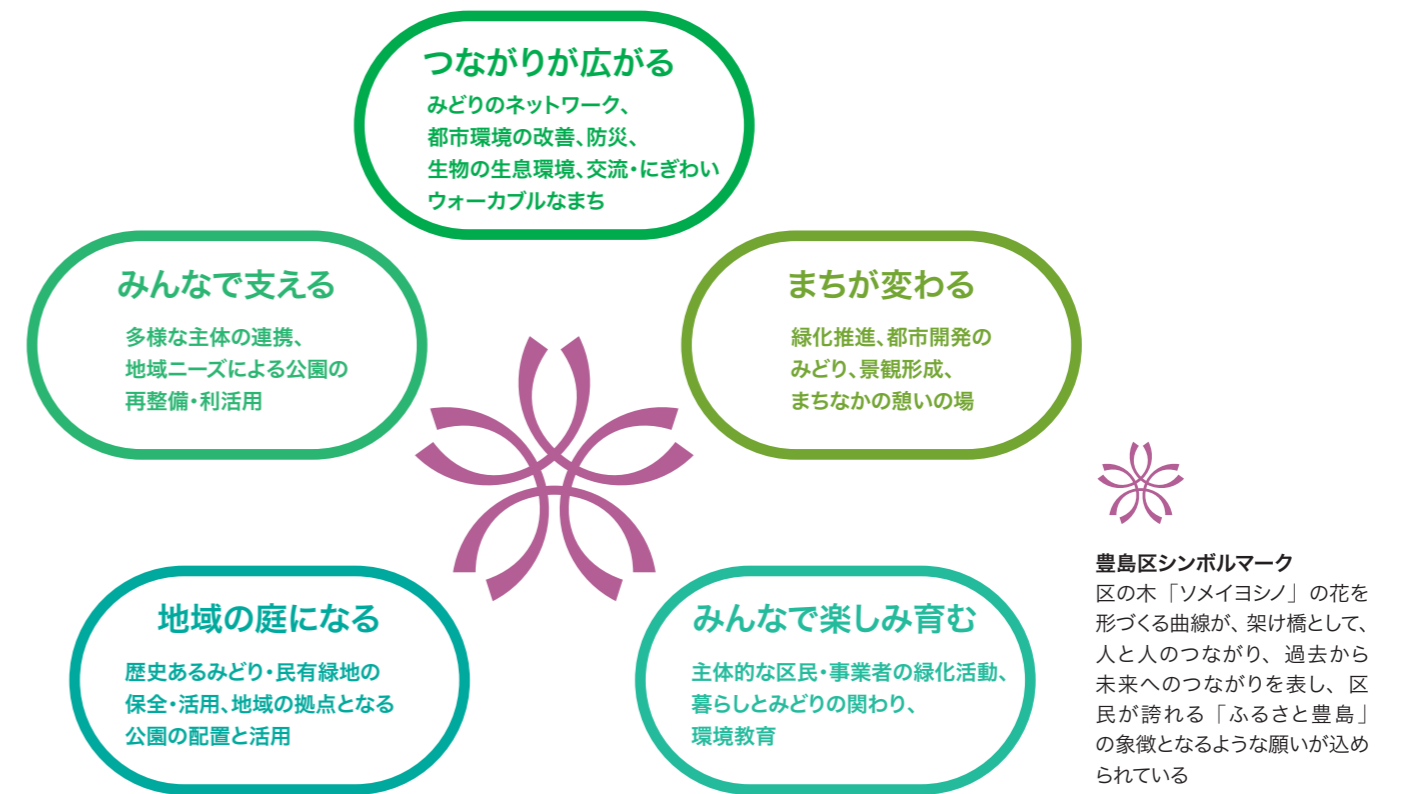 つながりが広がる
みどりのネットワーク、
都市環境の改善、防災、
生物の生息環境、交流・にぎわい
ウォーカブルなまち
みんなで支える
多様な主体の連携、
地域ニーズによる公園の
再整備・利活用
まちが変わる
緑化推進、都市開発の
みどり、景観形成、
まちなかの憩いの場
地域の庭になる
歴史あるみどり・民有緑地の
保全・活用、地域の拠点となる
公園の配置と活用
みんなで楽しみ育む
主体的な区民・事業者の緑化活動、
暮らしとみどりの関わり、
環境教育
豊島区シンボルマーク
区の木「ソメイヨシノ」の花を
形づくる曲線が、架け橋として、
人と人のつながり、過去から
未来へのつながりを表し、区
民が誇れる「ふるさと豊島」
の象徴となるような願いが込め
られている